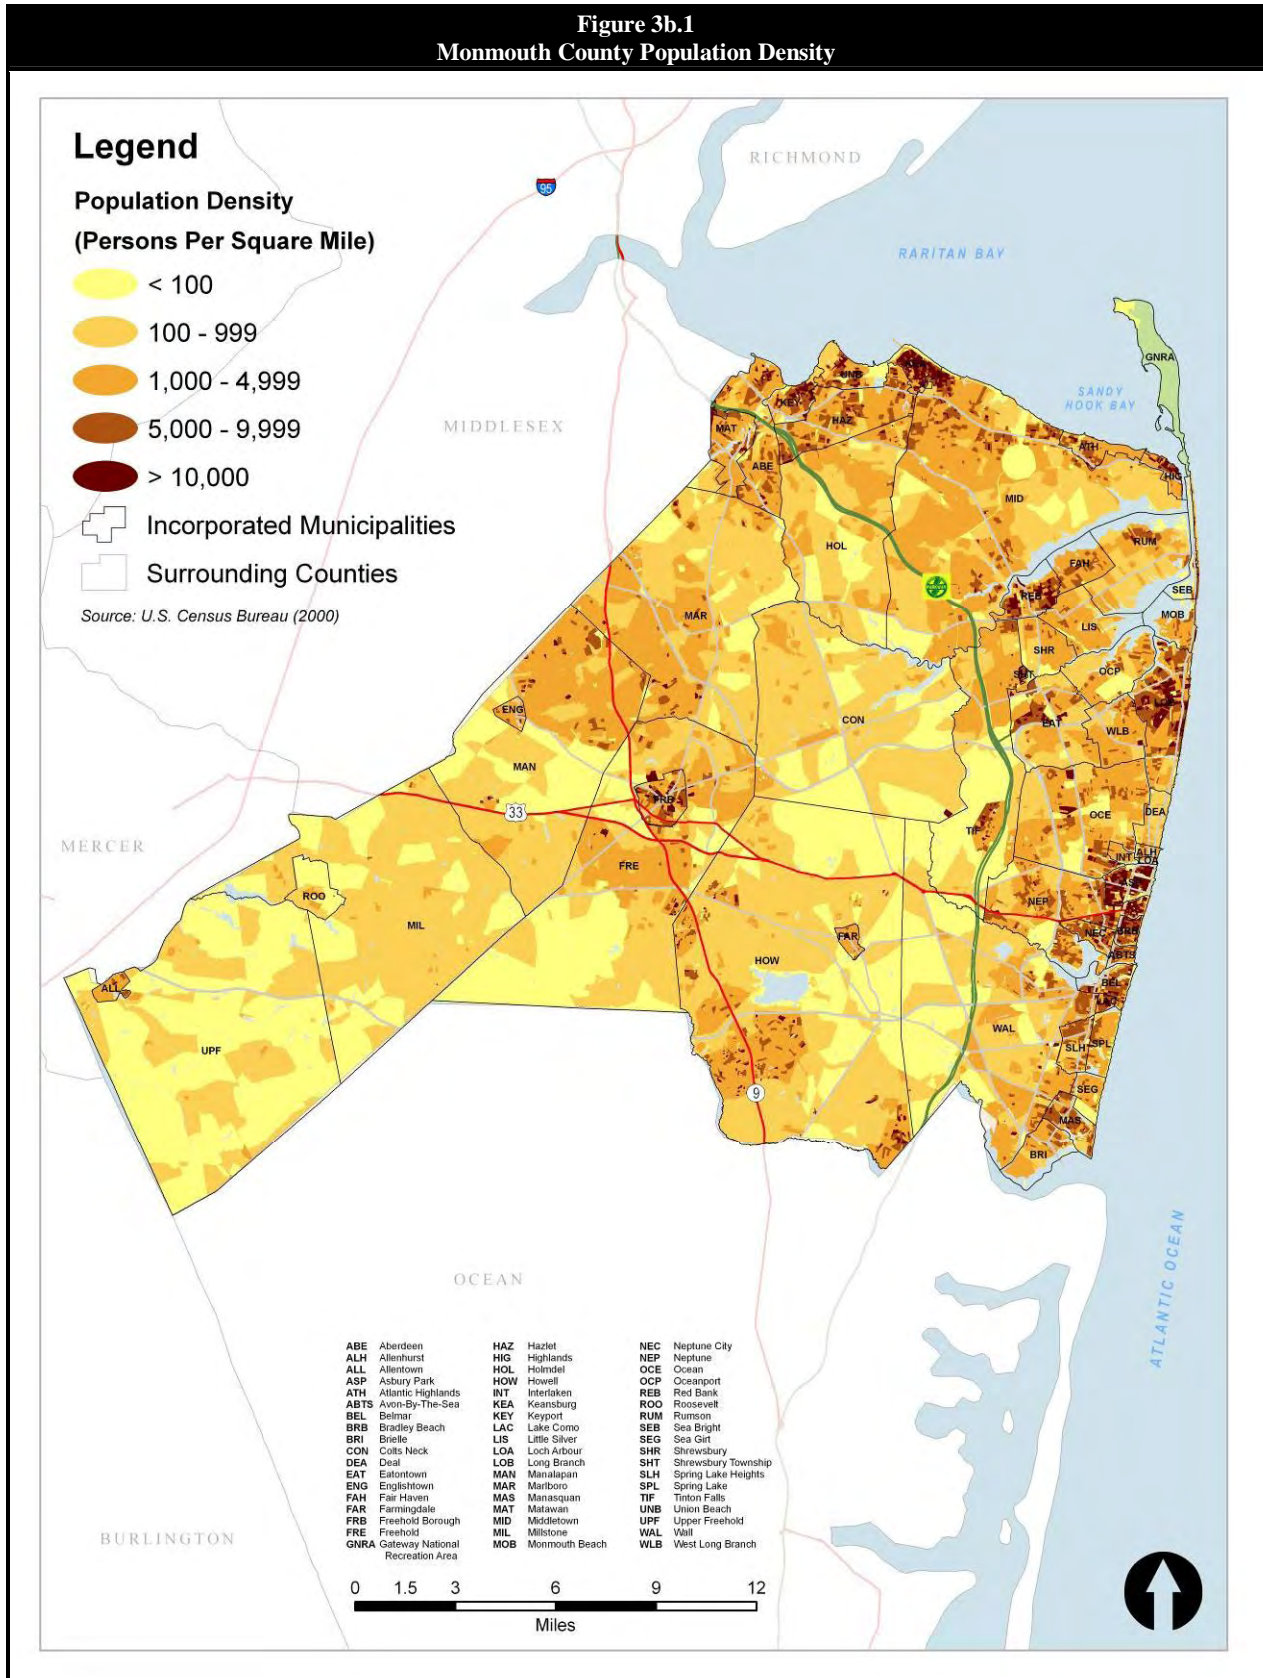 Figure 3b.1
Monmouth County Population Density
Legend
Population Density
(Persons Per Square Mile)
< 100
100 - 999
1,000 - 4,999
5,000 - 9,999
> 10,000
Incorporated Municipalities
Surrounding Counties
Source: U.S. Census Bureau (2000)
95
RICHMOND
RARITAN BAY
GNRA
SANDY
HOOK BAY
MIDDLESEX
UNB
KEY
HAZ
MAT
ABE
ATH
HIG
MID
HOL
RUM
FAH
REB
SEB
MOB
LIS
MAR
SHR
SHT
OCP
LOB
ENG
CON
EAT
WLB
MAN
FRB
33
OCE
DEA
MERCER
TIF
ALH
INT
LOA
FRE
ROO
NEP
MIL
FAR
NEC
BRB
HOW
ABTS
ALL
BEL
WAL
UPF
SLH
SPL
SEG
9
MAS
BRI
OCEAN
ATLANTIC OCEAN
BURLINGTON
ABE Aberdeen
ALH Allenhurst
ALL Allentown
ASP Asbury Park
ATH Atlantic Highlands
ABTS Avon-By-The-Sea
BEL Belmar
BRB Bradley Beach
BRI Brielle
CON Colts Neck
DEA Deal
EAT Eatontown
ENG Englishtown
FAH Fair Haven
FAR Farmingdale
FRB Freehold Borough
FRE Freehold
GNRA Gateway National
Recreation Area
HAZ Hazlet
HIG Highlands
HOL Holmdel
HOW Howell
INT Interlaken
KEA Keansburg
KEY Keyport
LAC Lake Como
LIS Little Silver
LOA Loch Arbour
LOB Long Branch
MAN Manalapan
MAR Marlboro
MAS Manasquan
MAT Matawan
MID Middletown
MIL Millstone
MOB Monmouth Beach
NEC Neptune City
NEP Neptune
OCE Ocean
OCP Oceanport
REB Red Bank
ROO Roosevelt
RUM Rumson
SEB Sea Bright
SEG Sea Girt
SHR Shrewsbury
SHT Shrewsbury Township
SLH Spring Lake Heights
SPL Spring Lake
TIF Tinton Falls
UNB Union Beach
UPF Upper Freehold
WAL Wall
WLB West Long Branch
0 1.5 3 6 9 12
Miles